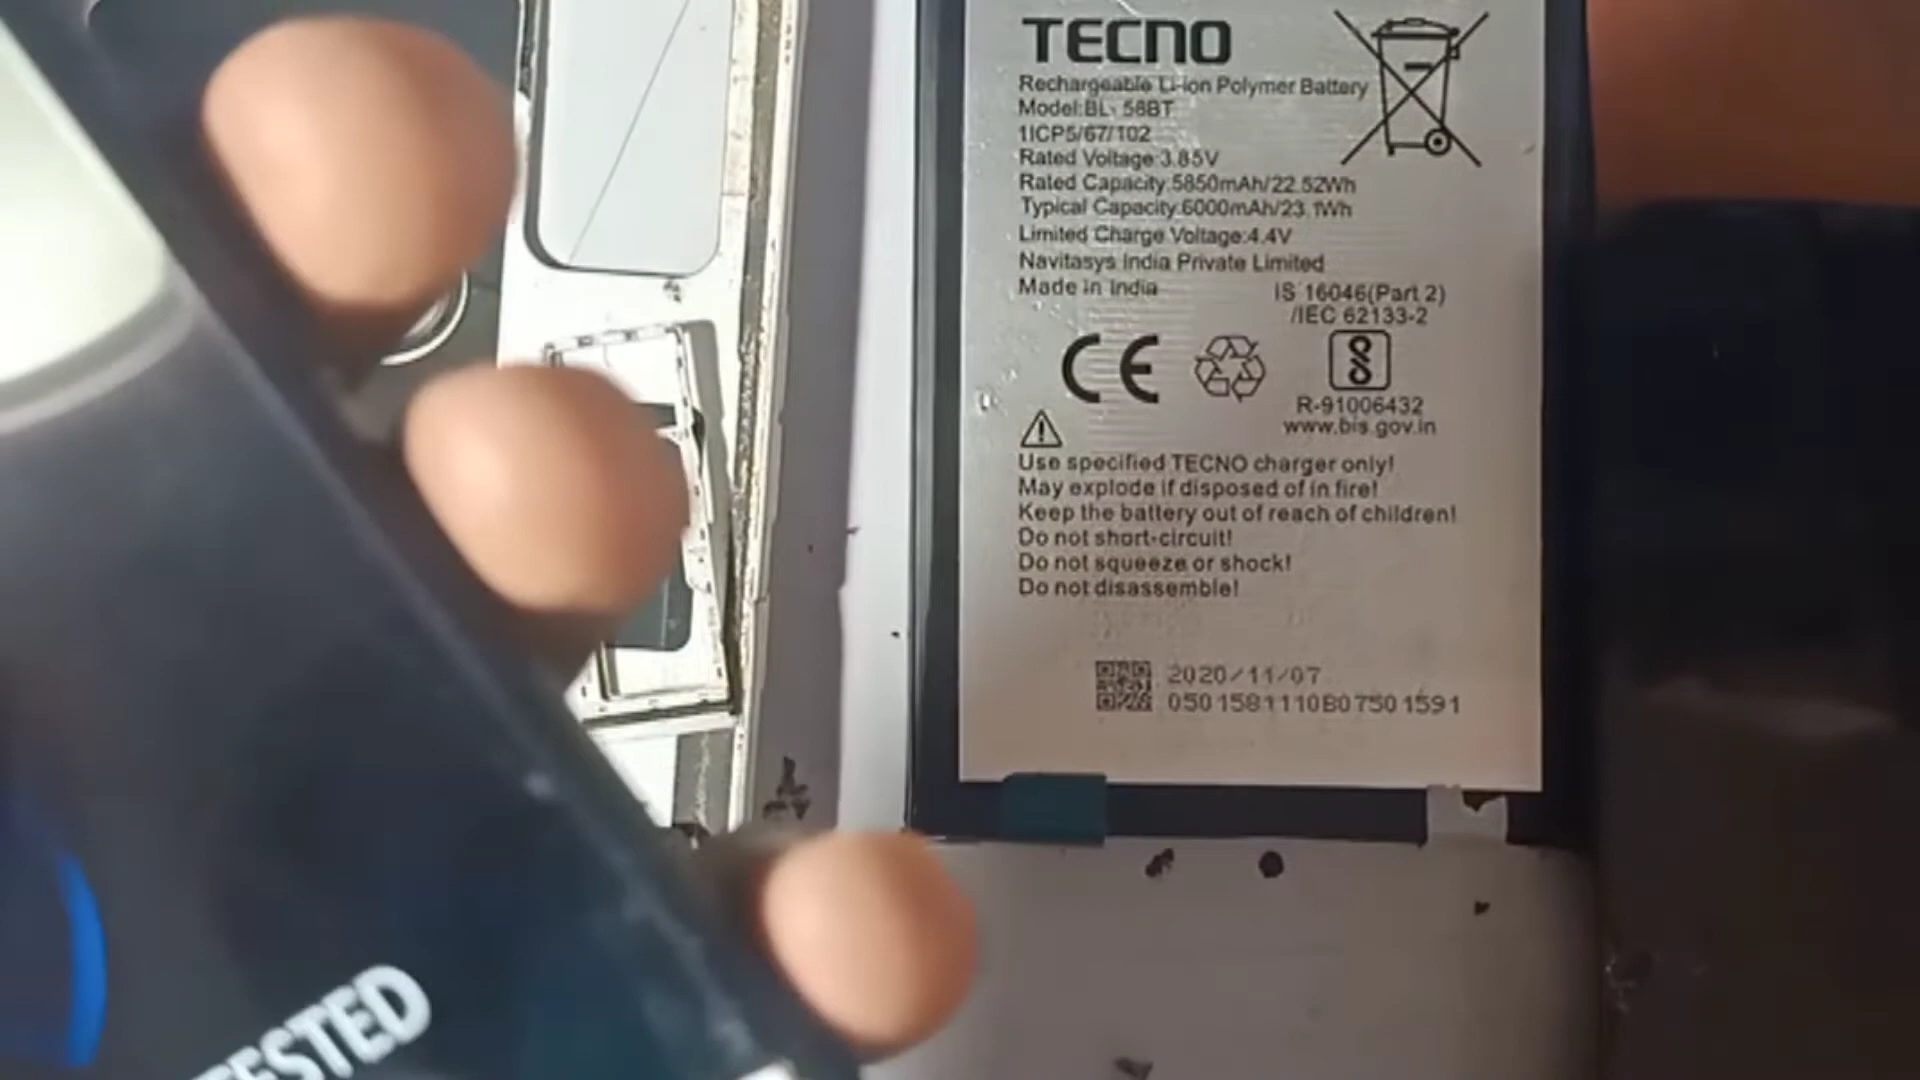 TECNO
Rechargeable Li-ion Polymer Battery
Model:BL-58BT
1ICP5/67/102
Rated Voltage:3.85V
Rated Capacity:5850mAh/22.52Wh
Typical Capacity:6000mAh/23.1Wh
Limited Charge Voltage:4.4V
Navitasys India Private Limited
Made in India
IS 16046(Part 2)
/IEC 62133-2
CE
R-91006432
www.bis.gov.in
Use specified TECNO charger only!
May explode if disposed of in fire!
Keep the battery out of reach of children!
Do not short-circuit!
Do not squeeze or shock!
Do not disassemble!
2020/11/07
0501581110B07501591
TESTED